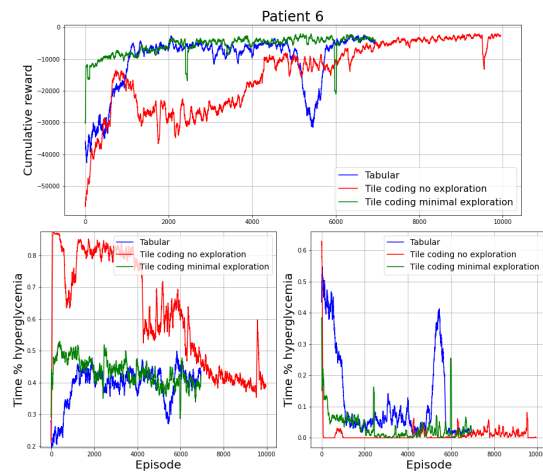 Patient 6
Cumulative reward
0
−10000
−20000
−30000
−40000
−50000
0 2000 4000 6000 8000 10000
Tabular
Tile coding no exploration
Tile coding minimal exploration
Time % hyperglycemia
0.8
0.7
0.6
0.5
0.4
0.3
0.2
0 2000 4000 6000 8000 10000
Episode
Tabular
Tile coding no exploration
Tile coding minimal exploration
Time % hyperglycemia
0.6
0.5
0.4
0.3
0.2
0.1
0.0
0 2000 4000 6000 8000 10000
Episode
Tabular
Tile coding no exploration
Tile coding minimal exploration